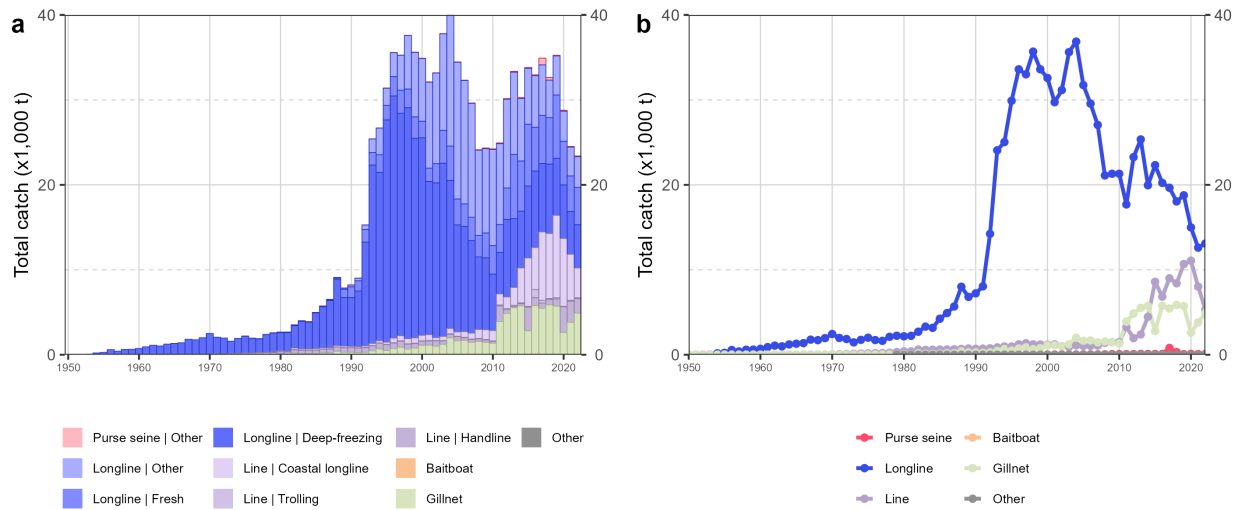 a
b
Total catch (x1,000 t)
40
20
0
40
20
0
1950
1960
1970
1980
1990
2000
2010
2020
Total catch (x1,000 t)
40
20
0
40
20
0
1950
1960
1970
1980
1990
2000
2010
2020
Purse seine | Other
Longline | Deep-freezing
Line | Handline
Other
Longline | Other
Line | Coastal longline
Baitboat
Longline | Fresh
Line | Trolling
Gillnet
Purse seine
Baitboat
Longline
Gillnet
Line
Other